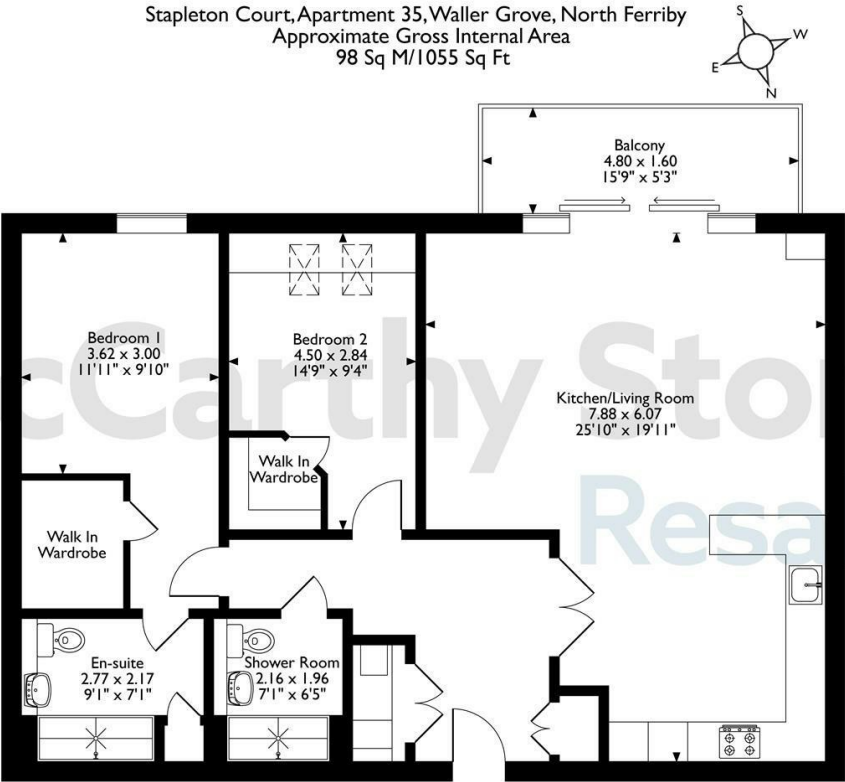 Stapleton Court, Apartment 35, Waller Grove, North Ferriby
Approximate Gross Internal Area
98 Sq M/1055 Sq Ft
S
W
E
N
Balcony
4.80 x 1.60
15'9" x 5'3"
Bedroom 1
3.62 x 3.00
11'11" x 9'10"
Bedroom 2
4.50 x 2.84
14'9" x 9'4"
Kitchen/Living Room
7.88 x 6.07
25'10" x 19'11"
cCarthy Sto
Resa
Walk In
Wardrobe
Walk In
Wardrobe
En-suite
2.77 x 2.17
9'1" x 7'1"
Shower Room
2.16 x 1.96
7'1" x 6'5"